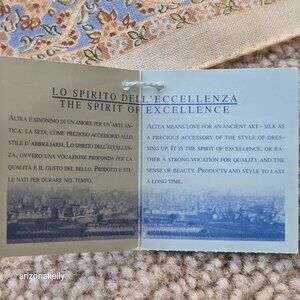 LO SPIRITO DELL'ECCELLENZA
THE SPIRIT OF EXCELLENCE
ALTEA È SINONIMO DI UN AMORE PER UN'ARTE AN-
TICA: LA SETA, COME PREZIOSO ACCESSORIO ALLO
STILE D'ABBIGLIARSI. LO SPIRITO DELL'ECCELLEN-
ZA, OVVERO UNA VOCAZIONE PROFONDA PER LA
QUALITÀ E IL GUSTO DEL BELLO. PRODOTTI E STI-
LE NATI PER DURARE NEL TEMPO.
ALTEA MEANS LOVE FOR AN ANCIENT ART - SILK AS
A PRECIOUS ACCESSORY OF THE STYLE OF DRES-
SING UP. IT IS THE SPIRIT OF EXCELLENCE, OR RA-
THER A STRONG VOCATION FOR QUALITY AND THE
SENSE OF BEAUTY. PRODUCTS AND STYLE TO LAST
A LONG TIME.
arizonakelly